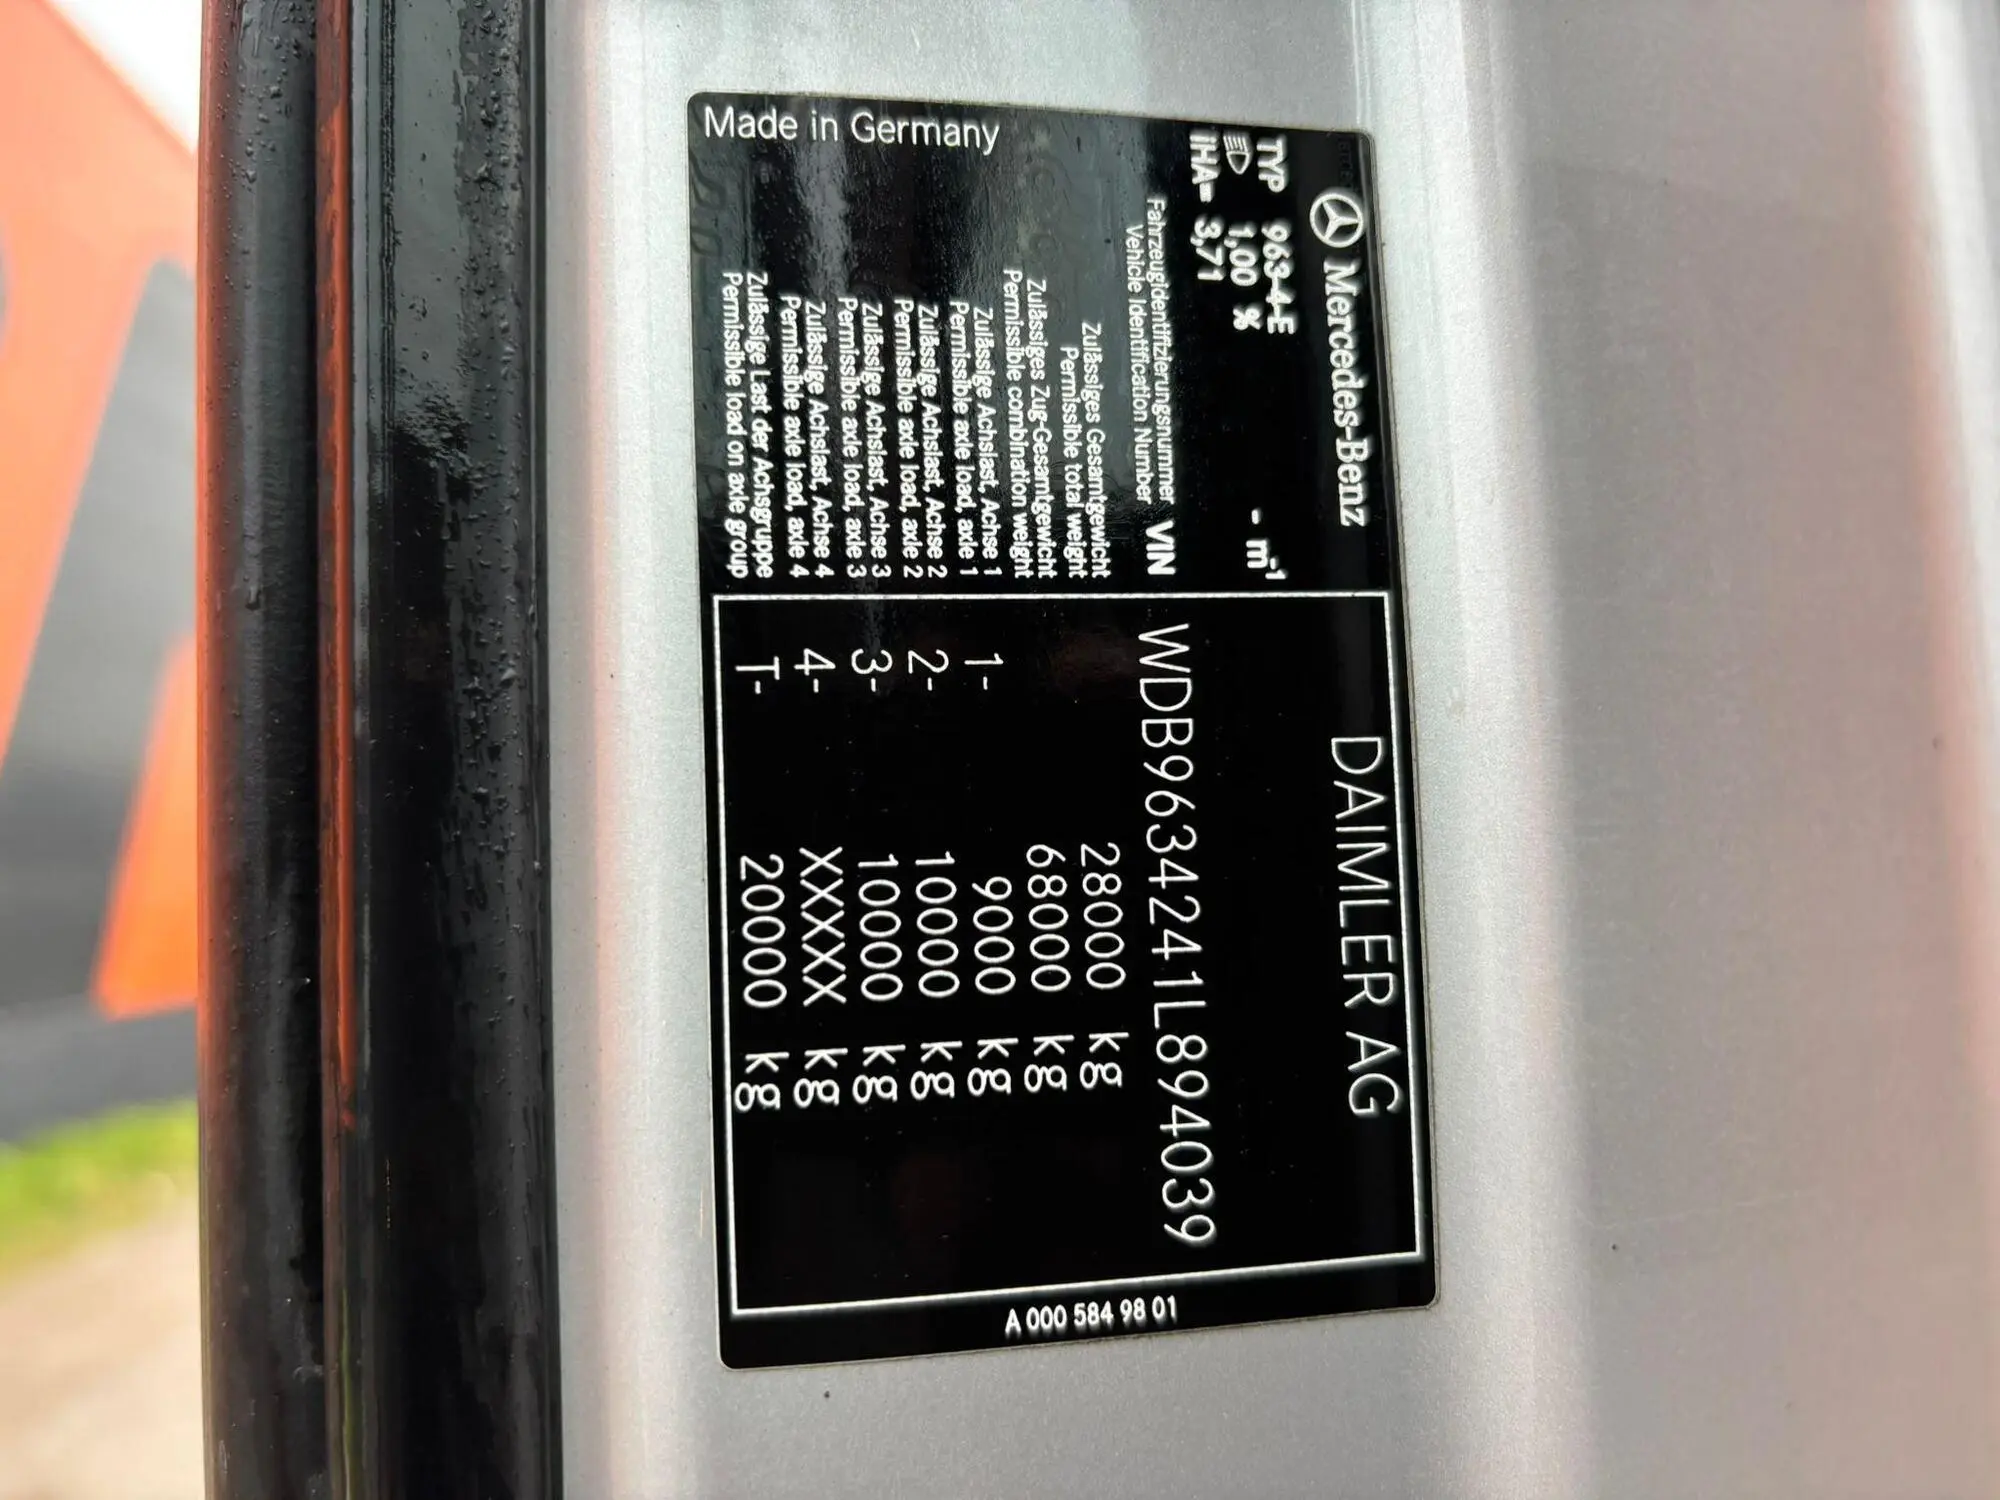 Mercedes-Benz
TYP 963-4-E
1,00 % - m⁻¹
iHA= 3,71
DAIMLER AG
Fahrzeugidentifizierungsnummer
Vehicle Identification Number
VIN WDB9634241L894039
Zulässiges Gesamtgewicht
Permissible total weight
28000 kg
Zulässiges Zug-Gesamtgewicht
Permissible combination weight
68000 kg
Zulässige Achslast, Achse 1
Permissible axle load, axle 1
1- 9000 kg
Zulässige Achslast, Achse 2
Permissible axle load, axle 2
2- 10000 kg
Zulässige Achslast, Achse 3
Permissible axle load, axle 3
3- 10000 kg
Zulässige Achslast, Achse 4
Permissible axle load, axle 4
4- XXXXX kg
Zulässige Last der Achsgruppe
Permissible load on axle group
T- 20000 kg
Made in Germany
A 000 584 98 01